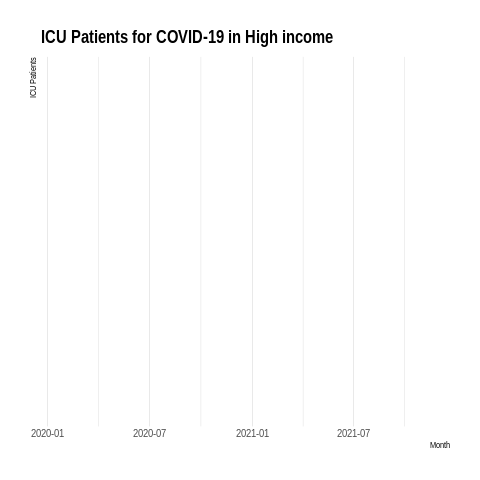 ICU Patients for COVID-19 in High income
ICU Patients
2020-01
2020-07
2021-01
2021-07
Month